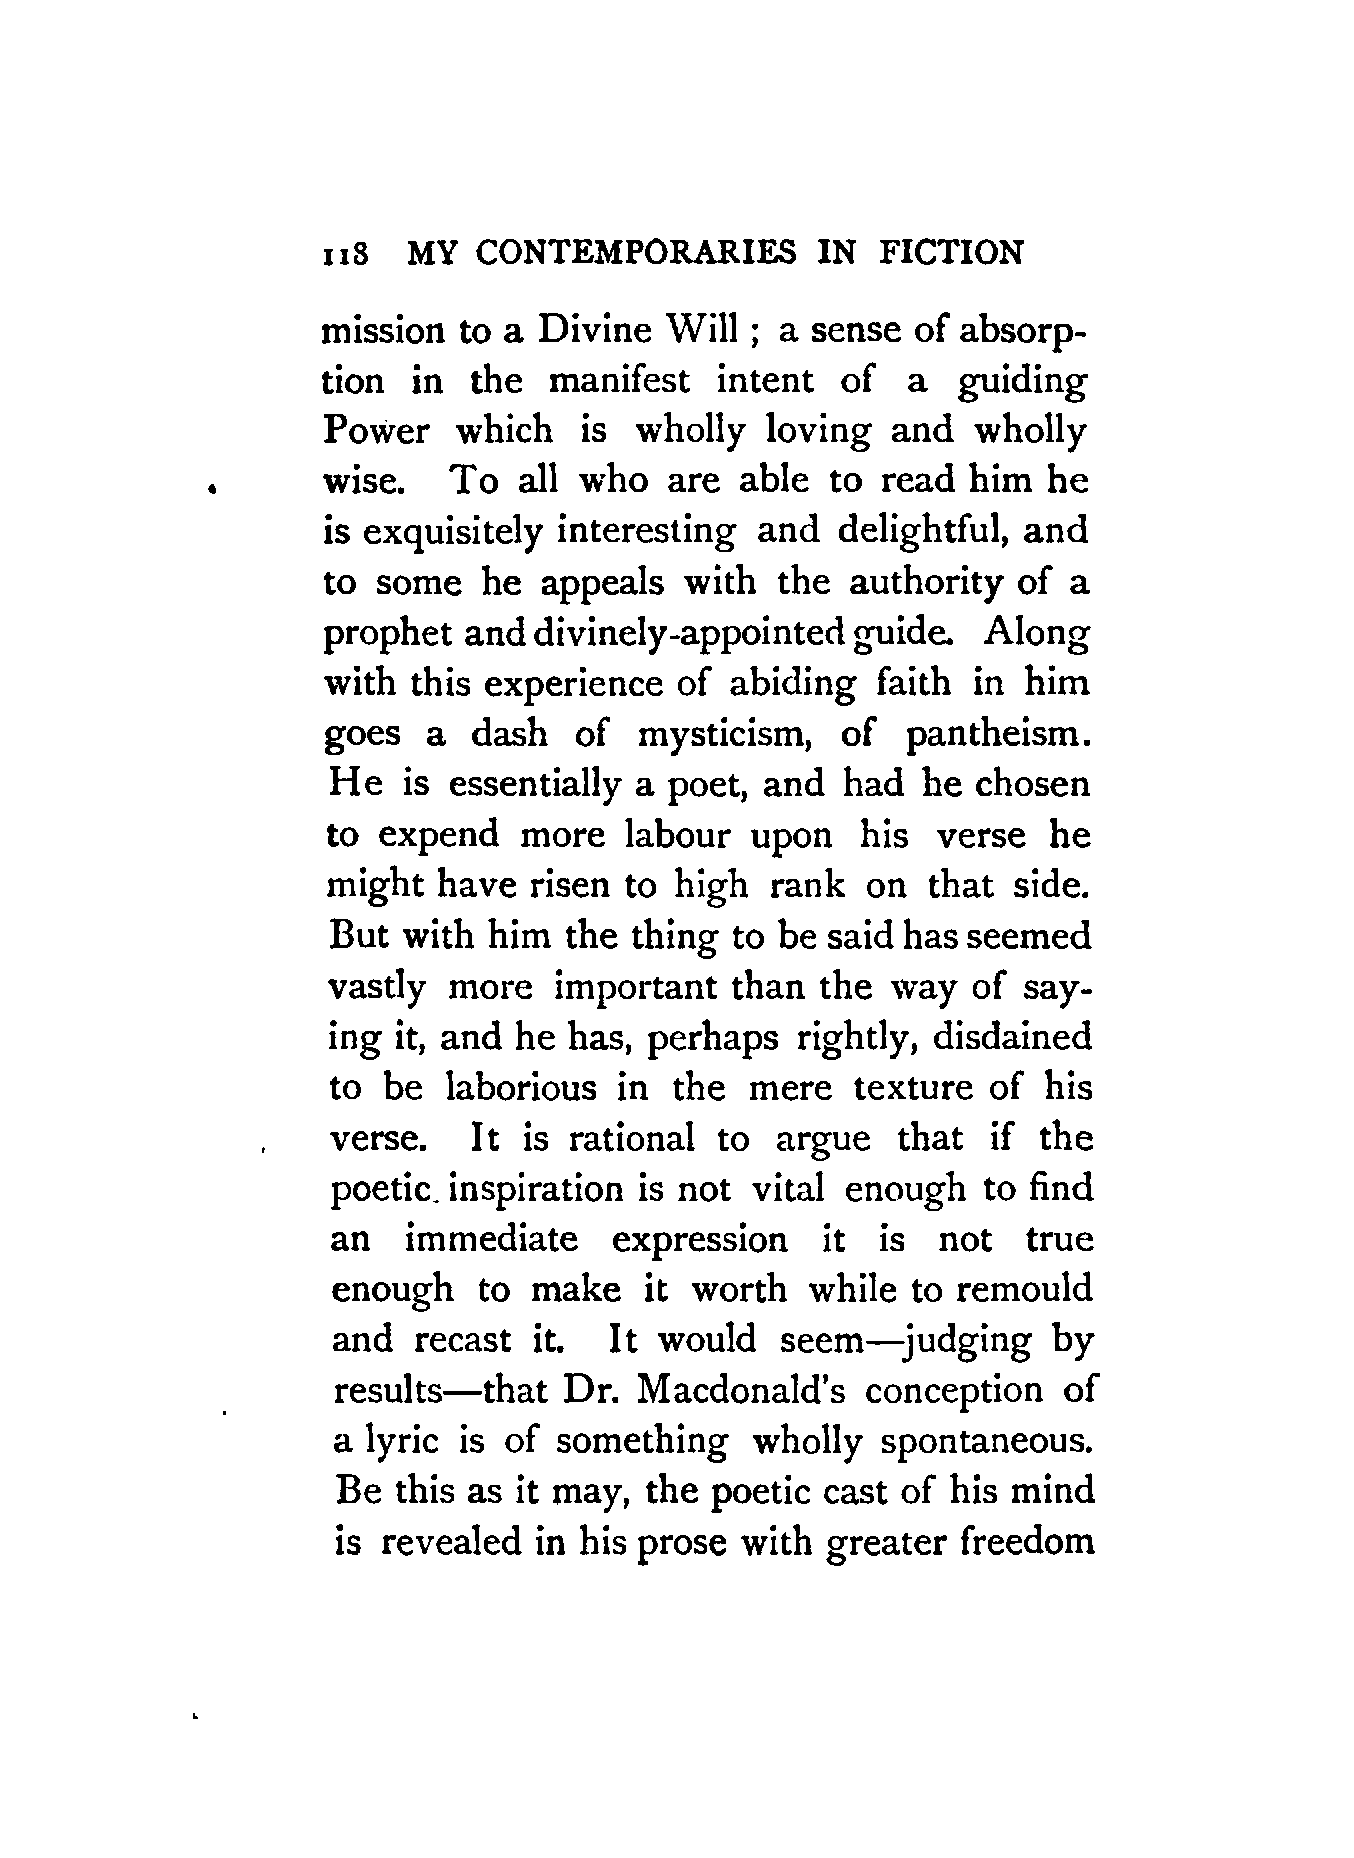 118 MY CONTEMPORARIES IN FICTION
mission to a Divine Will ; a sense of absorp-
tion in the manifest intent of a guiding
Power which is wholly loving and wholly
wise. To all who are able to read him he
is exquisitely interesting and delightful, and
to some he appeals with the authority of a
prophet and divinely-appointed guide. Along
with this experience of abiding faith in him
goes a dash of mysticism, of pantheism.
He is essentially a poet, and had he chosen
to expend more labour upon his verse he
might have risen to high rank on that side.
But with him the thing to be said has seemed
vastly more important than the way of say-
ing it, and he has, perhaps rightly, disdained
to be laborious in the mere texture of his
verse. It is rational to argue that if the
poetic inspiration is not vital enough to find
an immediate expression it is not true
enough to make it worth while to remould
and recast it. It would seem—judging by
results—that Dr. Macdonald's conception of
a lyric is of something wholly spontaneous.
Be this as it may, the poetic cast of his mind
is revealed in his prose with greater freedom